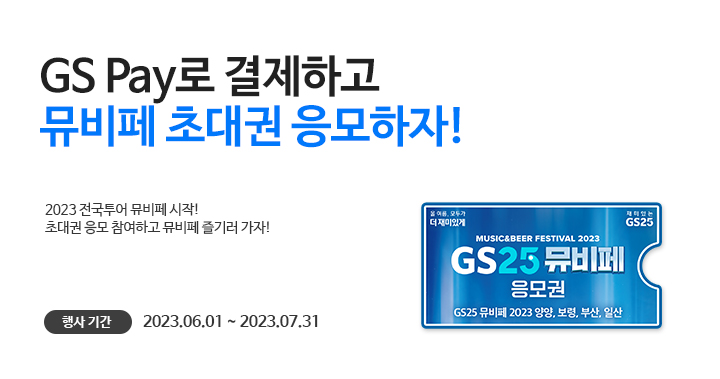 GS Pay로 결제하고
뮤비페 초대권 응모하자!
2023 전국투어 뮤비페 시작!
초대권 응모 참여하고 뮤비페 즐기러 가자!
행사 기간 2023.06.01 ~ 2023.07.31
올 여름, 모두가
더 재미있게
재 미 있 는
GS25
MUSIC&BEER FESTIVAL 2023
GS25 뮤비페
응모권
GS25 뮤비페 2023 양양, 보령, 부산, 일산